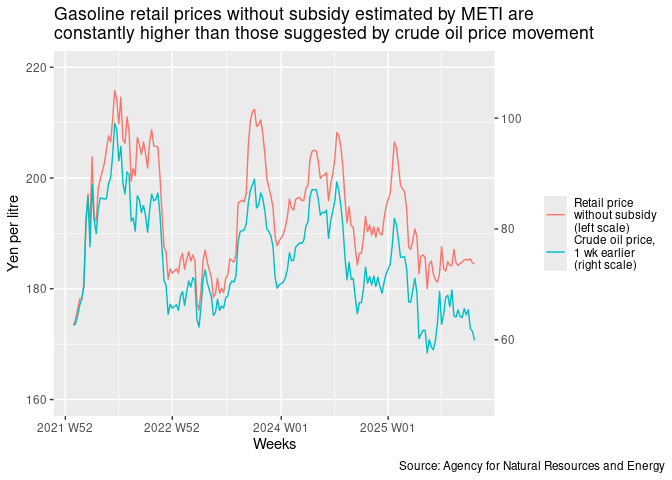 Gasoline retail prices without subsidy estimated by METI are
constantly higher than those suggested by crude oil price movement
220
200
180
160
100
80
60
Yen per litre
2021 W52
2022 W52
2024 W01
2025 W01
Weeks
Retail price
without subsidy
(left scale)
Crude oil price,
1 wk earlier
(right scale)
Source: Agency for Natural Resources and Energy